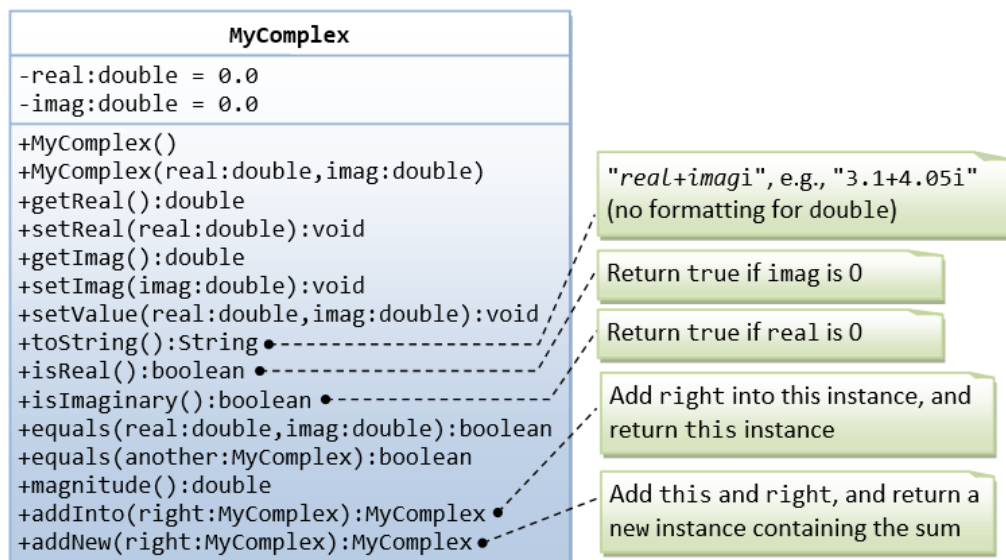 MyComplex
-real:double = 0.0
-imag:double = 0.0
+MyComplex()
+MyComplex(real:double,imag:double)
+getReal():double
+setReal(real:double):void
+getImag():double
+setImag(imag:double):void
+setValue(real:double,imag:double):void
+toString():String
+isReal():boolean
+isImaginary():boolean
+equals(real:double,imag:double):boolean
+equals(another:MyComplex):boolean
+magnitude():double
+addInto(right:MyComplex):MyComplex
+addNew(right:MyComplex):MyComplex
"real+imagi", e.g., "3.1+4.05i"
(no formatting for double)
Return true if imag is 0
Return true if real is 0
Add right into this instance, and
return this instance
Add this and right, and return a
new instance containing the sum